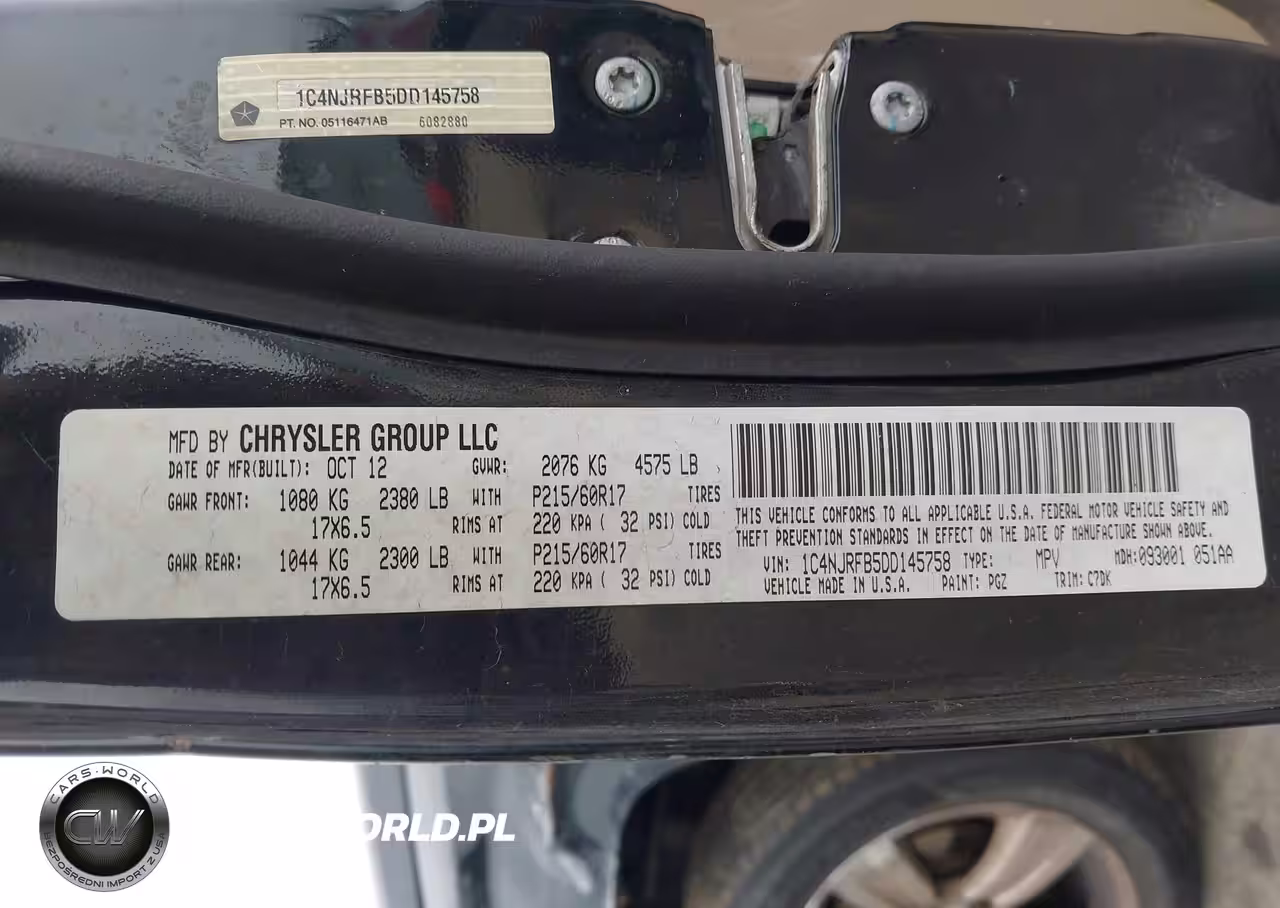 1C4NJRFB5DD145758
PT. NO. 05116471AB 6082880
MFD BY CHRYSLER GROUP LLC
DATE OF MFR(BUILT): OCT 12 GVWR: 2076 KG 4575 LB
GAWR FRONT: 1080 KG 2380 LB WITH P215/60R17 TIRES
17X6.5 RIMS AT 220 KPA ( 32 PSI) COLD
GAWR REAR: 1044 KG 2300 LB WITH P215/60R17 TIRES
17X6.5 RIMS AT 220 KPA ( 32 PSI) COLD
THIS VEHICLE CONFORMS TO ALL APPLICABLE U.S.A. FEDERAL MOTOR VEHICLE SAFETY AND
THEFT PREVENTION STANDARDS IN EFFECT ON THE DATE OF MANUFACTURE SHOWN ABOVE.
VIN: 1C4NJRFB5DD145758 TYPE: MPV MDH:093001 051AA
VEHICLE MADE IN U.S.A. PAINT: PGZ TRIM: C7DK
CARS-WORLD
CW
BEZPOŚREDNI IMPORT Z USA
ORLD.PL